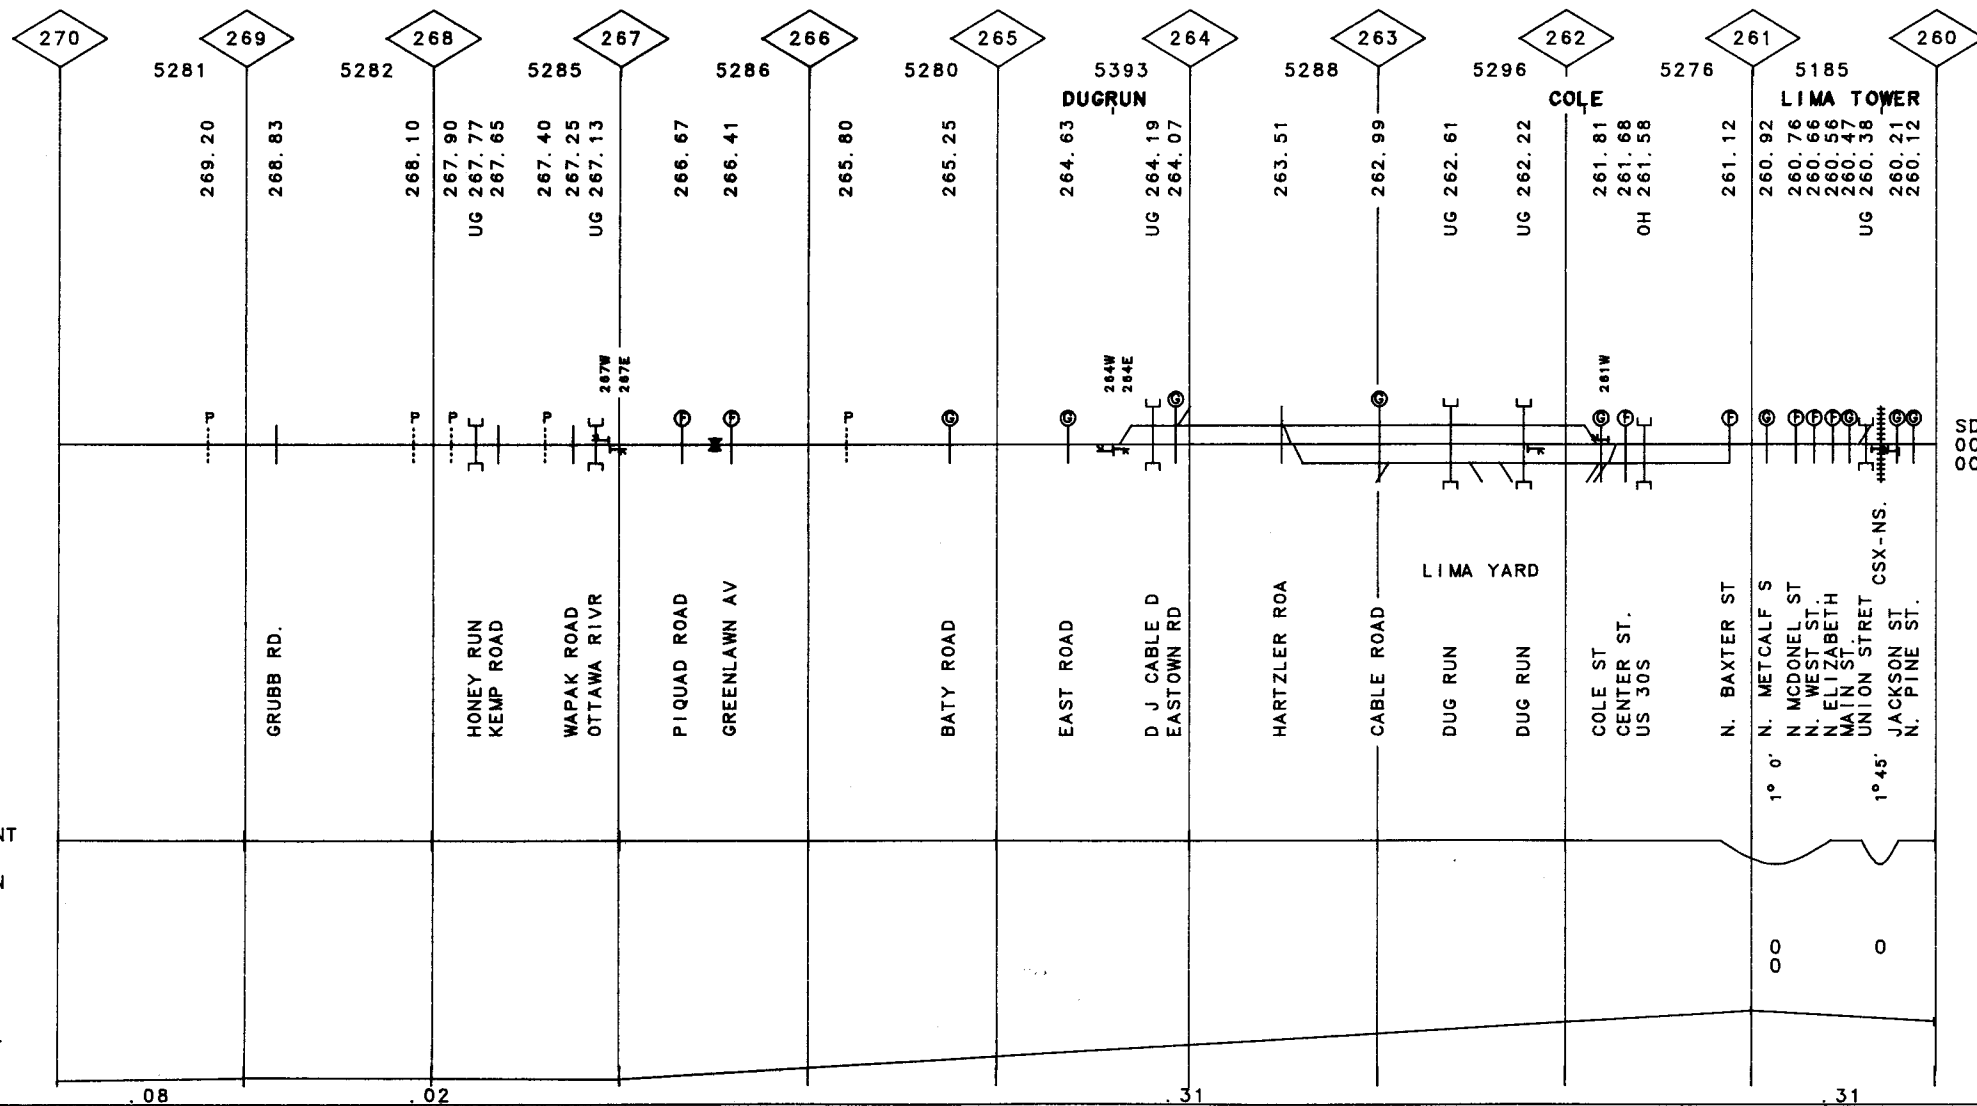 270 269 268 267 266 265 264 263 262 261 260
5281 5282 5285 5286 5280 5393 5288 5296 5276 5185
DUGRUN COLE LIMA TOWER
269.20
268.83
268.10
267.90
UG 267.77
267.65
267.40
267.25
UG 267.13
266.67
266.41
265.80
265.25
264.63
UG 264.19
264.07
263.51
262.99
UG 262.61
UG 262.22
261.81
261.68
OH 261.58
261.12
260.92
260.76
260.66
260.56
260.47
UG 260.38
260.21
260.12
267W
267E
264W
264E
261W
P P P P F F P G G G G G F F G F F F G G G
SD
00
00
LIMA YARD
GRUBB RD.
HONEY RUN
KEMP ROAD
WAPAK ROAD
OTTAWA RIVR
PIQUAD ROAD
GREENLAWN AV
BATY ROAD
EAST ROAD
D J CABLE D
EASTOWN RD
HARTZLER ROA
CABLE ROAD
DUG RUN
DUG RUN
COLE ST
CENTER ST.
US 30S
N. BAXTER ST
N. METCALF S
N MCDONEL ST
N. WEST ST.
N ELIZABETH
MAIN ST.
UNION STRET
CSX-NS.
JACKSON ST
N. PINE ST.
1° 0'
1° 45'
NT
N
0 0
0
.08 .02 .31 .31